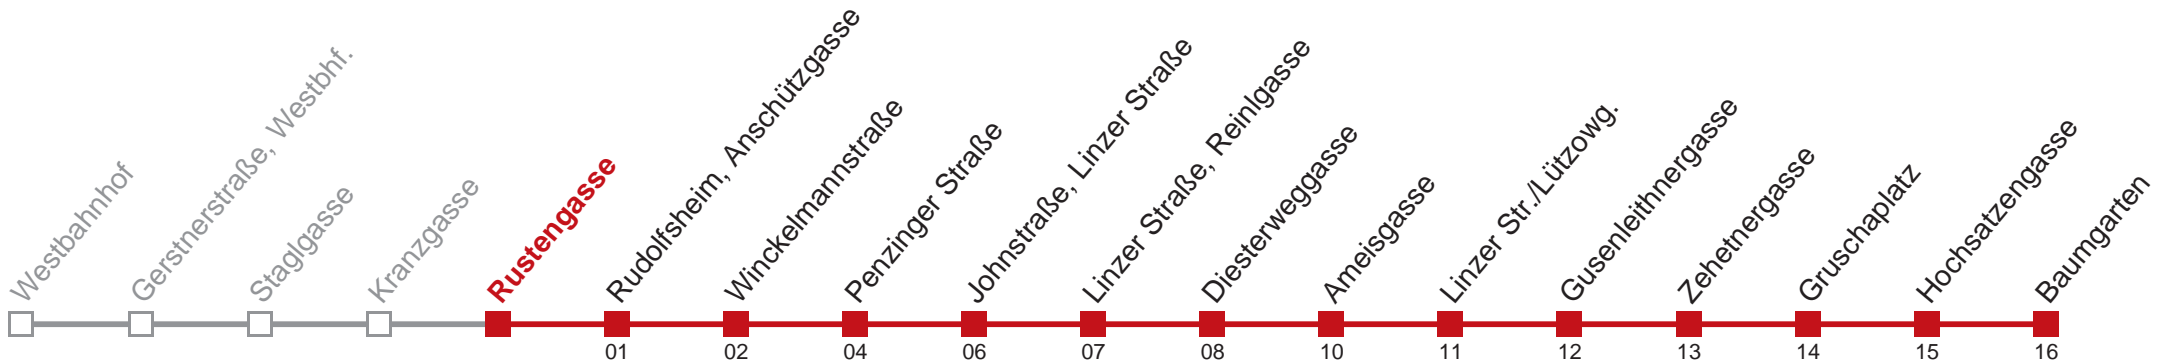 Westbahnhof
Gerstnerstraße, Westbhf.
Staglgasse
Kranzgasse
Rustengasse
Rudolfsheim, Anschützgasse
Winckelmannstraße
Penzinger Straße
Johnstraße, Linzer Straße
Linzer Straße, Reinlgasse
Diesterweggasse
Ameisgasse
Linzer Str./Lützowg.
Gusenleithnergasse
Zehetnergasse
Gruschaplatz
Hochsatzengasse
Baumgarten
01 02 04 06 07 08 10 11 12 13 14 15 16